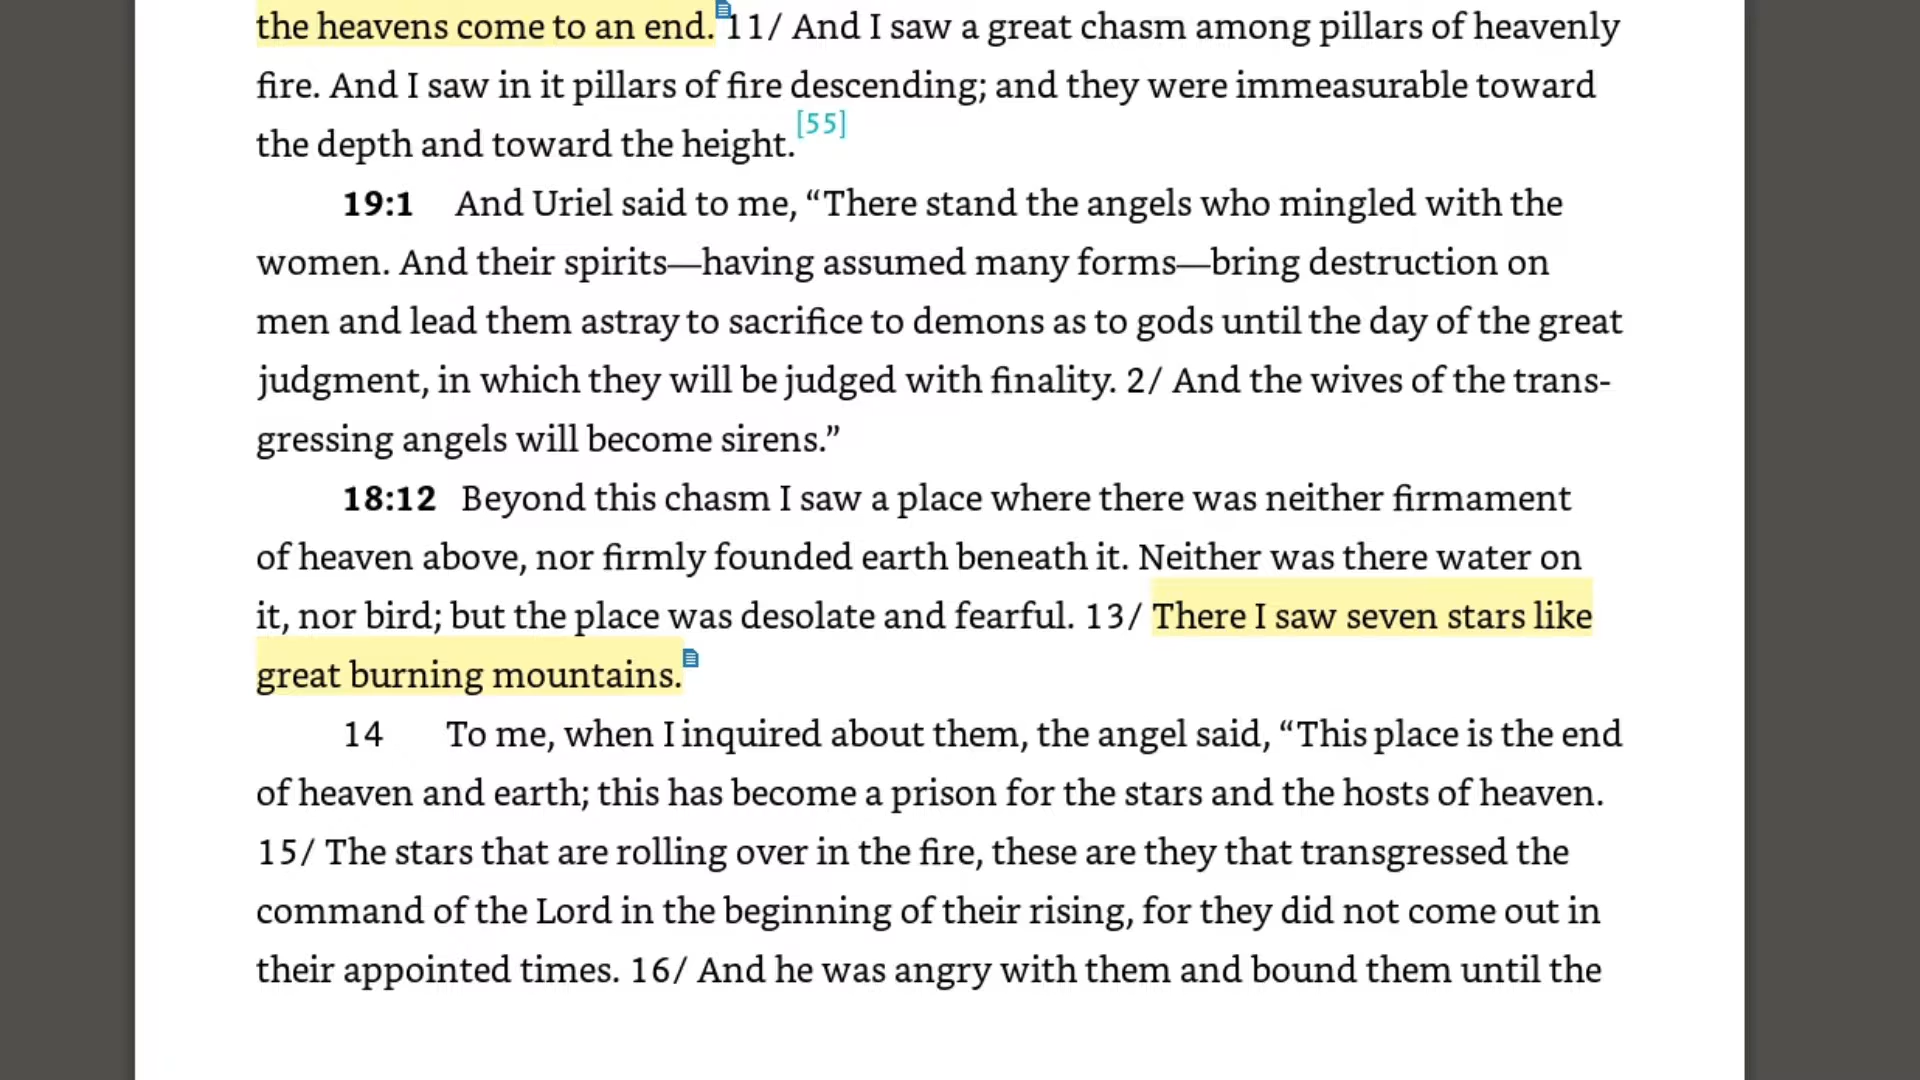 the heavens come to an end. 11/ And I saw a great chasm among pillars of heavenly
fire. And I saw in it pillars of fire descending; and they were immeasurable toward
the depth and toward the height.[55]
19:1 And Uriel said to me, “There stand the angels who mingled with the
women. And their spirits—having assumed many forms—bring destruction on
men and lead them astray to sacrifice to demons as to gods until the day of the great
judgment, in which they will be judged with finality. 2/ And the wives of the trans-
gressing angels will become sirens.”
18:12 Beyond this chasm I saw a place where there was neither firmament
of heaven above, nor firmly founded earth beneath it. Neither was there water on
it, nor bird; but the place was desolate and fearful. 13/ There I saw seven stars like
great burning mountains.
14 To me, when I inquired about them, the angel said, “This place is the end
of heaven and earth; this has become a prison for the stars and the hosts of heaven.
15/ The stars that are rolling over in the fire, these are they that transgressed the
command of the Lord in the beginning of their rising, for they did not come out in
their appointed times. 16/ And he was angry with them and bound them until the